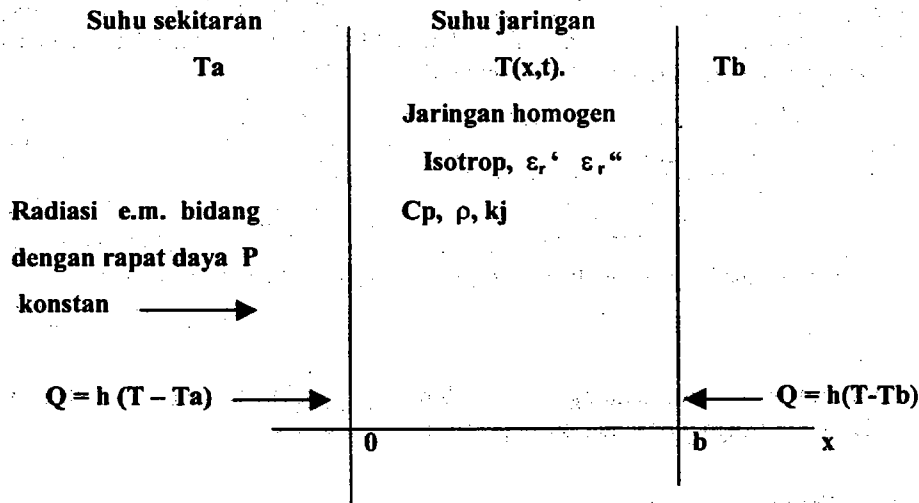 Suhu sekitaran Suhu jaringan
Ta T(x,t). Tb
Jaringan homogen
Isotrop, εr‘ εr“
Radiasi e.m. bidang Cp, ρ, kj
dengan rapat daya P
konstan
Q = h (T – Ta) Q = h(T-Tb)
0 b x